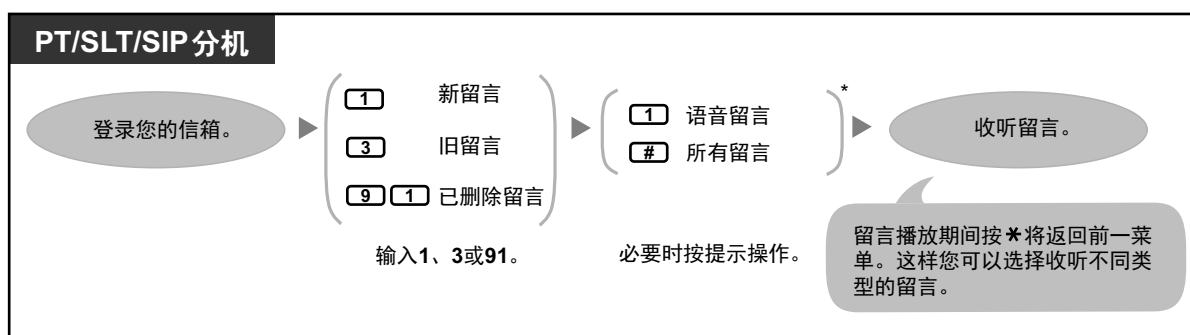 PT/SLT/SIP分机
登录您的信箱。
1 新留言
3 旧留言
9 1 已删除留言
输入1、3或91。
1 语音留言
# 所有留言
*
必要时按提示操作。
收听留言。
留言播放期间按*将返回前一菜
单。这样您可以选择收听不同类
型的留言。